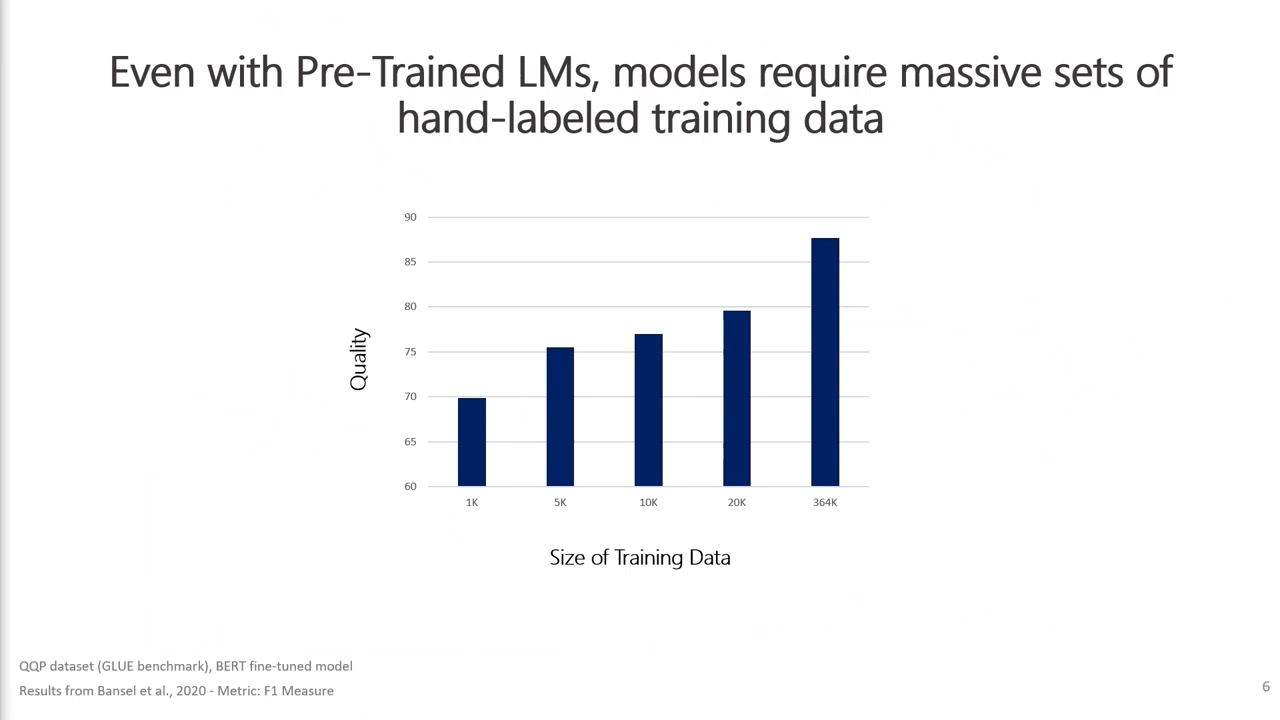 Even with Pre-Trained LMs, models require massive sets of
hand-labeled training data
90
85
80
75
70
65
60
Quality
1K 5K 10K 20K 364K
Size of Training Data
QQP dataset (GLUE benchmark), BERT fine-tuned model
Results from Bansel et al., 2020 - Metric: F1 Measure
6